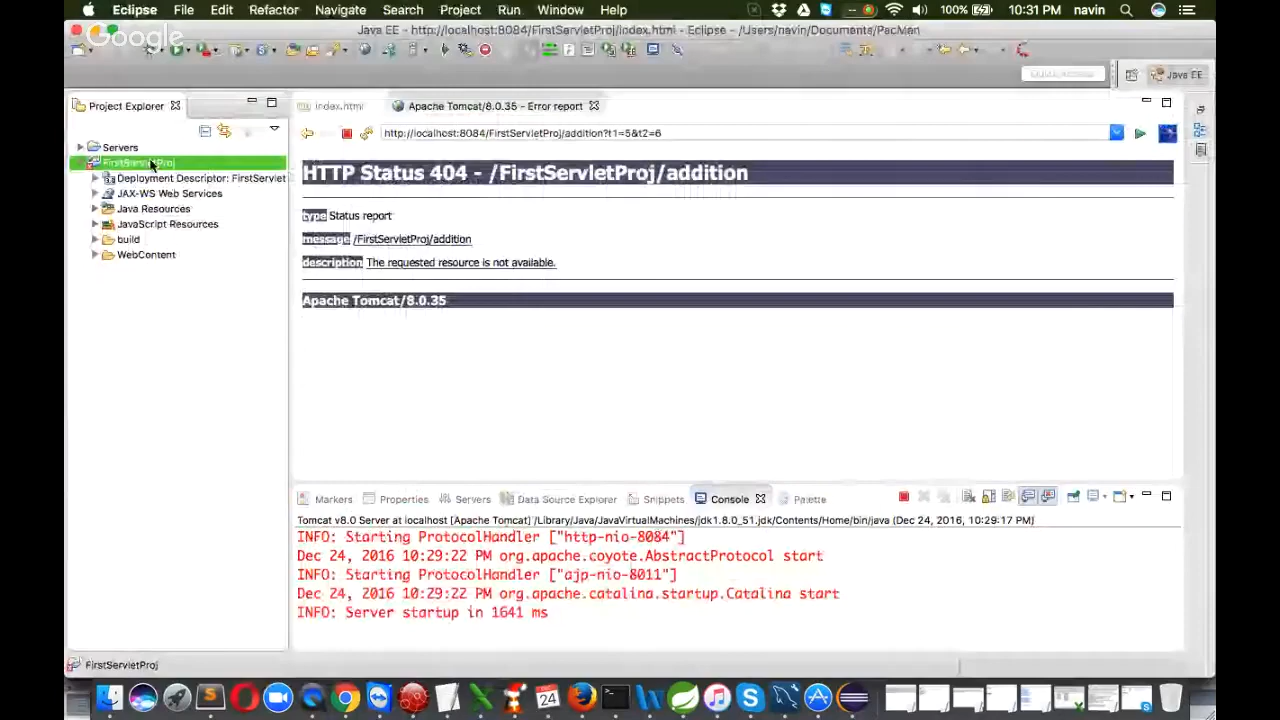 Eclipse File Edit Refactor Navigate Search Project Run Window Help 100% Sat 10:31 PM navin
Google
Java EE - http://localhost:8084/FirstServletProj/index.html - Eclipse - /Users/navin/Documents/PacMan
Quick Access
Java EE
Project Explorer
index.html
Apache Tomcat/8.0.35 - Error report
http://localhost:8084/FirstServletProj/addition?t1=5&t2=6
Servers
FirstServletProj
Deployment Descriptor: FirstServlet
JAX-WS Web Services
Java Resources
JavaScript Resources
build
WebContent
HTTP Status 404 - /FirstServletProj/addition
type Status report
message /FirstServletProj/addition
description The requested resource is not available.
Apache Tomcat/8.0.35
Markers Properties Servers Data Source Explorer Snippets Console Palette
Tomcat v8.0 Server at localhost [Apache Tomcat] /Library/Java/JavaVirtualMachines/jdk1.8.0_51.jdk/Contents/Home/bin/java (Dec 24, 2016, 10:29:17 PM)
INFO: Starting ProtocolHandler ["http-nio-8084"]
Dec 24, 2016 10:29:22 PM org.apache.coyote.AbstractProtocol start
INFO: Starting ProtocolHandler ["ajp-nio-8011"]
Dec 24, 2016 10:29:22 PM org.apache.catalina.startup.Catalina start
INFO: Server startup in 1641 ms
FirstServletProj
24